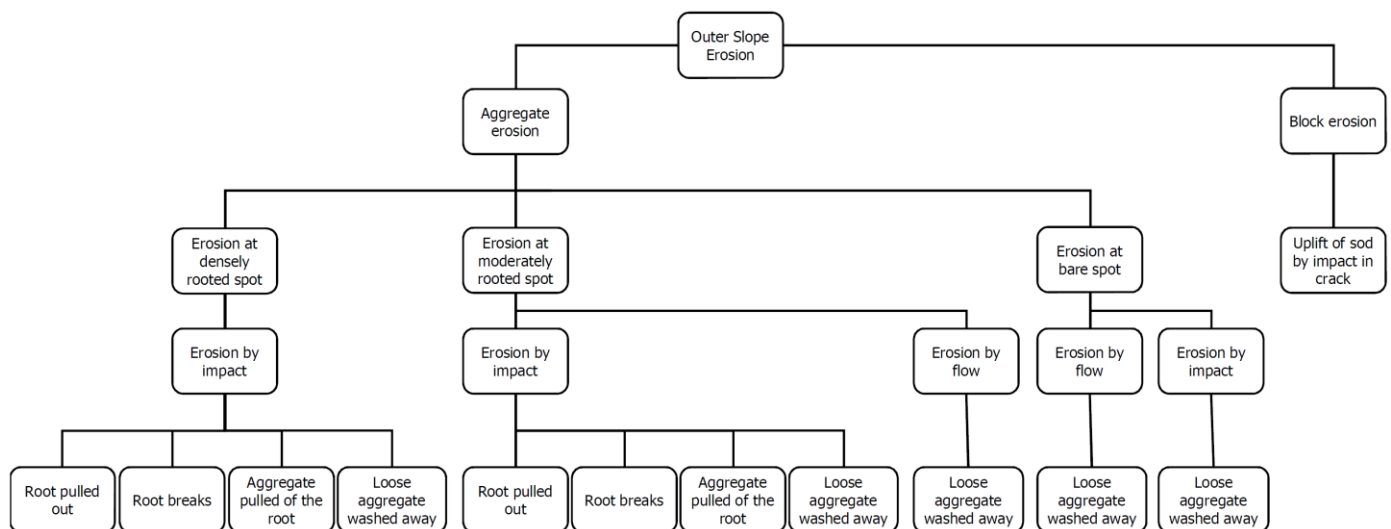 Outer Slope
Erosion
Aggregate
erosion
Block erosion
Erosion at
densely
rooted spot
Erosion at
moderately
rooted spot
Erosion at
bare spot
Uplift of sod
by impact in
crack
Erosion by
impact
Erosion by
impact
Erosion by
flow
Erosion by
flow
Erosion by
impact
Root pulled
out
Root breaks
Aggregate
pulled of the
root
Loose
aggregate
washed away
Root pulled
out
Root breaks
Aggregate
pulled of the
root
Loose
aggregate
washed away
Loose
aggregate
washed away
Loose
aggregate
washed away
Loose
aggregate
washed away